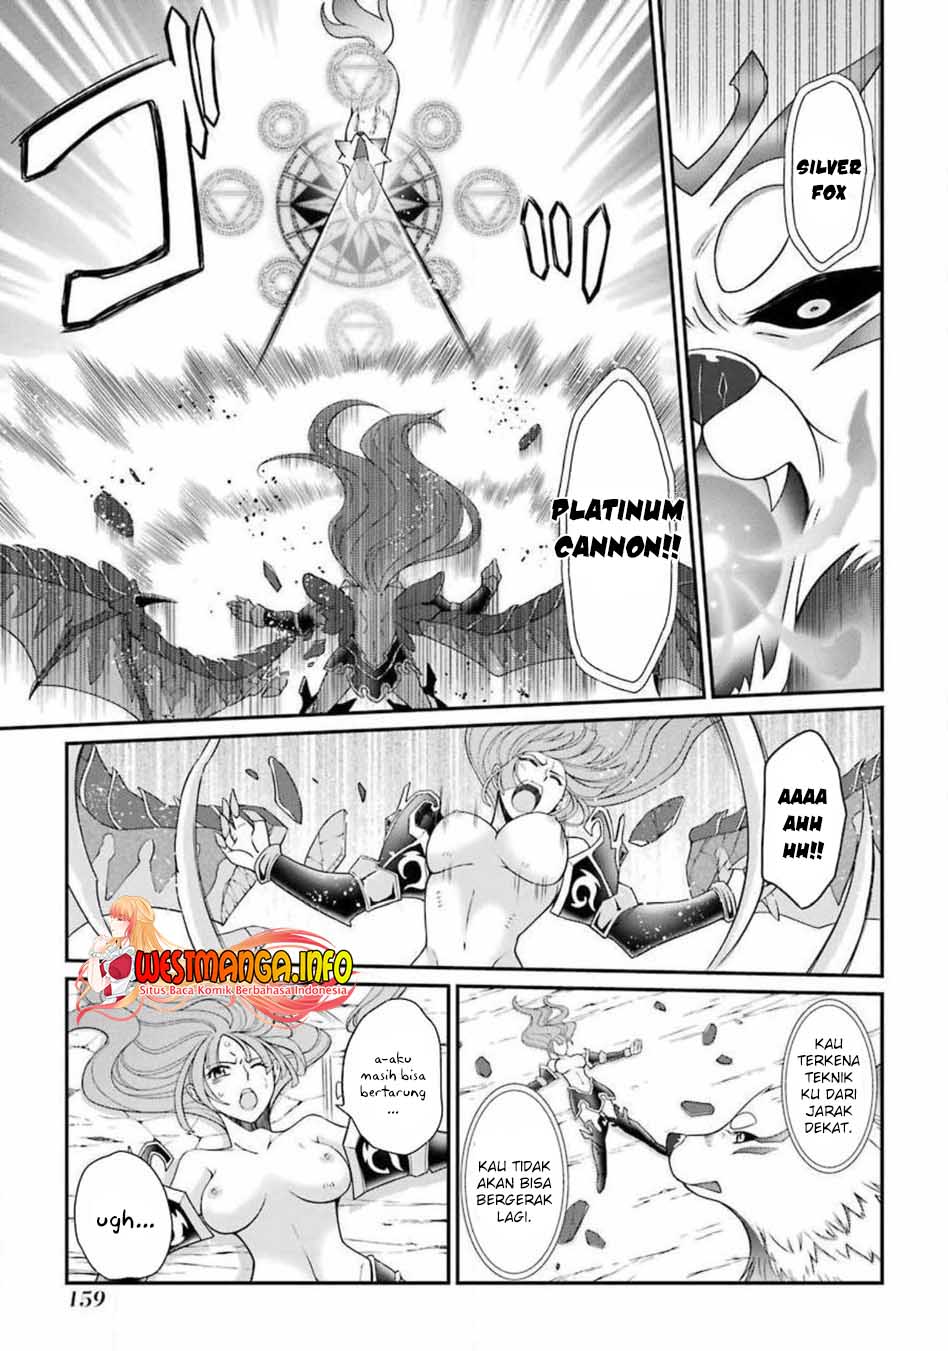 SILVER
FOX
ゴ
PLATINUM
CANNON!!
AAAA
AHH
HH!!
WESTMANGA.INFO
Situs Baca Komik Berbahasa Indonesia
KAU
TERKENA
TEKNIK
KU DARI
JARAK
DEKAT.
KAU TIDAK
AKAN BISA
BERGERAK
LAGI.
a-aku
masih bisa
bertarung
...
ugh...
159